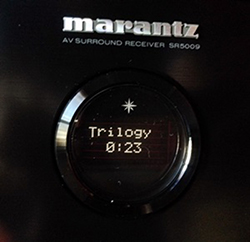 marantz
AV SURROUND RECEIVER SR5009
Trilogy
0:23